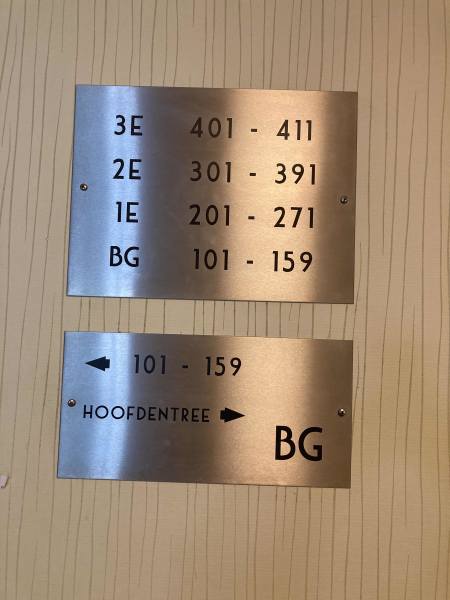 3E 401 - 411
2E 301 - 391
1E 201 - 271
BG 101 - 159
101 - 159
HOOFDENTREE
BG